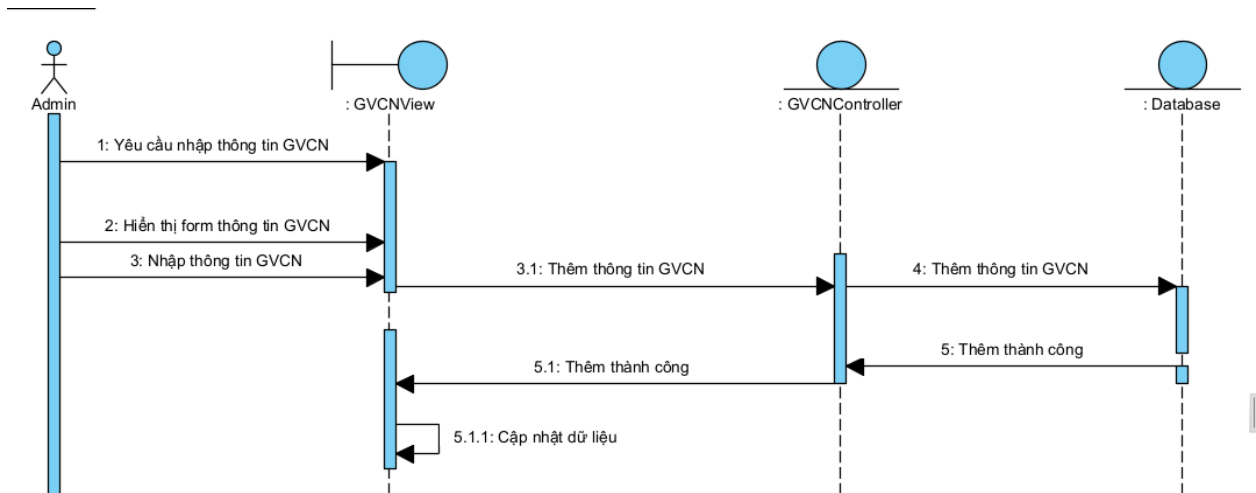 Admin
: GVCNView
: GVCNController
: Database
1: Yêu cầu nhập thông tin GVCN
2: Hiển thị form thông tin GVCN
3: Nhập thông tin GVCN
3.1: Thêm thông tin GVCN
4: Thêm thông tin GVCN
5: Thêm thành công
5.1: Thêm thành công
5.1.1: Cập nhật dữ liệu